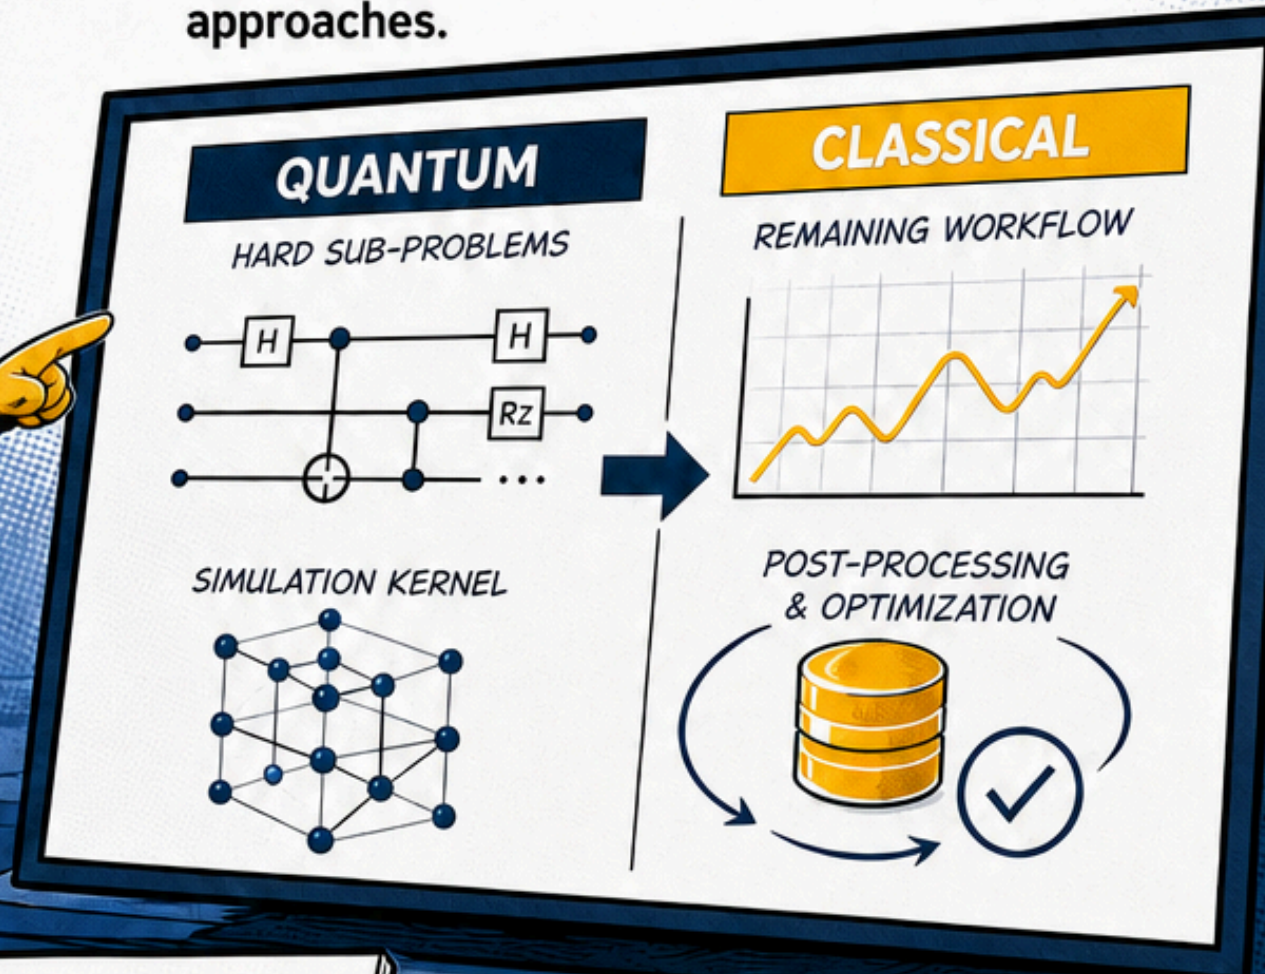 approaches.
QUANTUM
HARD SUB-PROBLEMS
H
H
Rz
...
SIMULATION KERNEL
CLASSICAL
REMAINING WORKFLOW
POST-PROCESSING
& OPTIMIZATION